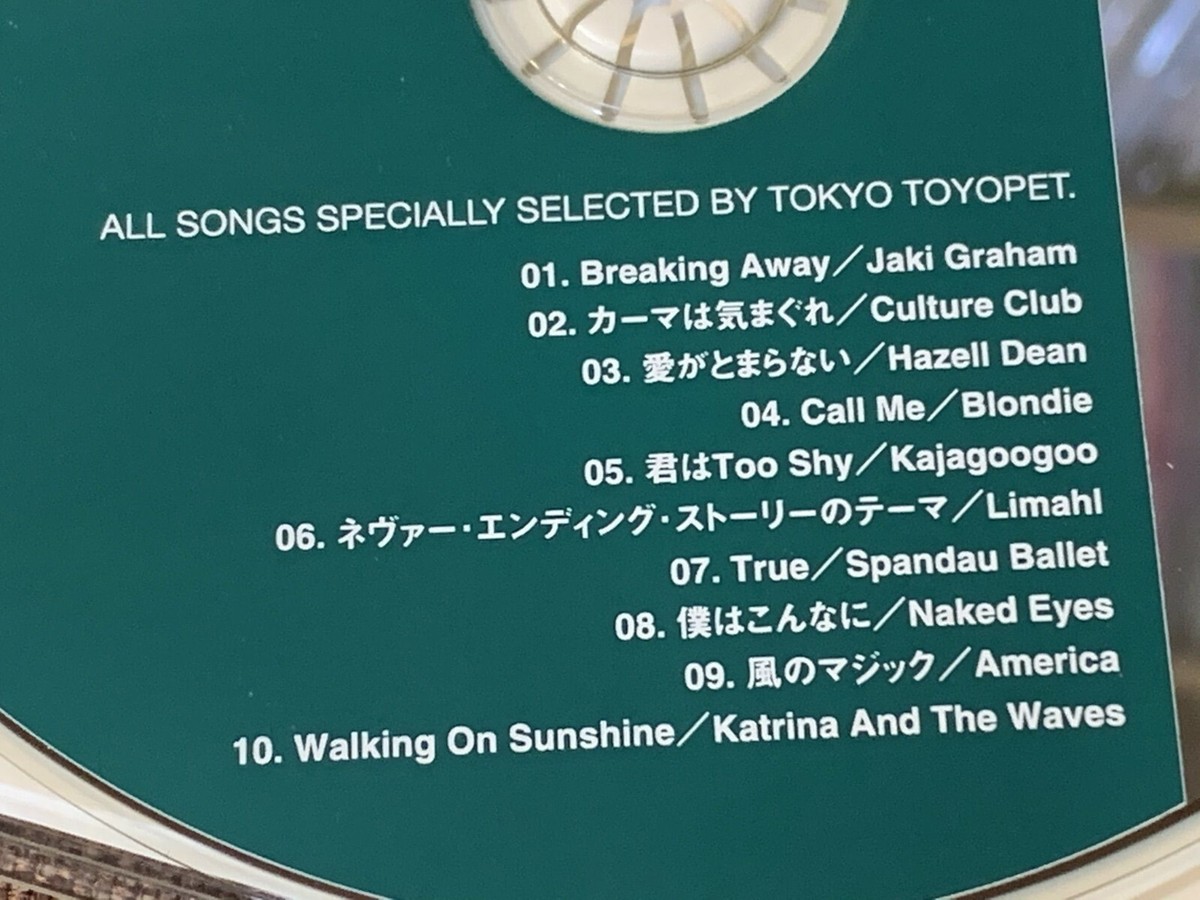 ALL SONGS SPECIALLY SELECTED BY TOKYO TOYOPET.
01. Breaking Away／Jaki Graham
02. カーマは気まぐれ／Culture Club
03. 愛がとまらない／Hazell Dean
04. Call Me／Blondie
05. 君はToo Shy／Kajagoogoo
06. ネヴァー・エンディング・ストーリーのテーマ／Limahl
07. True／Spandau Ballet
08. 僕はこんなに／Naked Eyes
09. 風のマジック／America
10. Walking On Sunshine／Katrina And The Waves